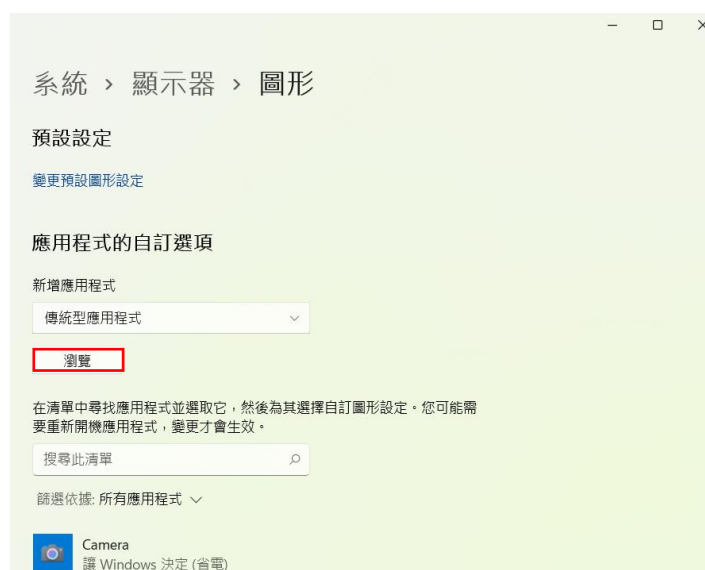 系統 › 顯示器 › 圖形
預設設定
變更預設圖形設定
應用程式的自訂選項
新增應用程式
傳統型應用程式
瀏覽
在清單中尋找應用程式並選取它，然後為其選擇自訂圖形設定。您可能需
要重新開機應用程式，變更才會生效。
搜尋此清單
篩選依據: 所有應用程式
Camera
讓 Windows 決定 (省電)